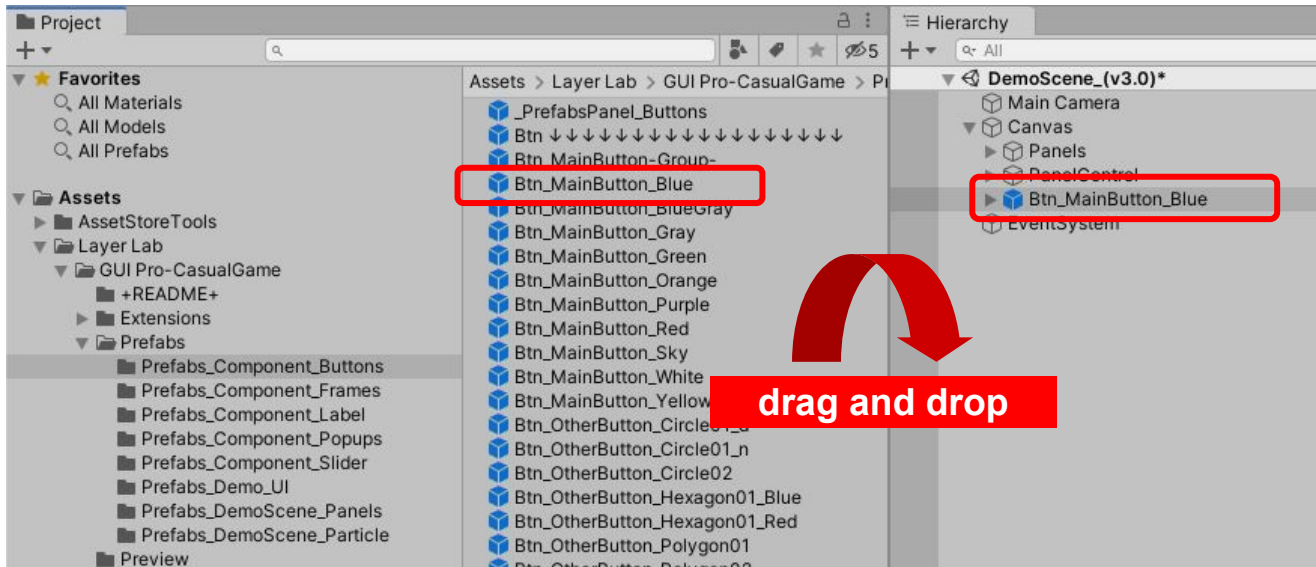 Project
5
Favorites
All Materials
All Models
All Prefabs
Assets
AssetStoreTools
Layer Lab
GUI Pro-CasualGame
+README+
Extensions
Prefabs
Prefabs_Component_Buttons
Prefabs_Component_Frames
Prefabs_Component_Label
Prefabs_Component_Popups
Prefabs_Component_Slider
Prefabs_Demo_UI
Prefabs_DemoScene_Panels
Prefabs_DemoScene_Particle
Preview
Assets > Layer Lab > GUI Pro-CasualGame >
_PrefabsPanel_Buttons
Btn ↓↓↓↓↓↓↓↓↓↓↓↓↓↓↓↓↓↓
Btn_MainButton-Group-
Btn_MainButton_Blue
Btn_MainButton_BlueGray
Btn_MainButton_Gray
Btn_MainButton_Green
Btn_MainButton_Orange
Btn_MainButton_Purple
Btn_MainButton_Red
Btn_MainButton_Sky
Btn_MainButton_White
Btn_MainButton_Yellow
Btn_OtherButton_Circle01_n
Btn_OtherButton_Circle02
Btn_OtherButton_Hexagon01_Blue
Btn_OtherButton_Hexagon01_Red
Btn_OtherButton_Polygon01
drag and drop
Hierarchy
All
DemoScene_(v3.0)*
Main Camera
Canvas
Panels
PanelControl
Btn_MainButton_Blue
EventSystem